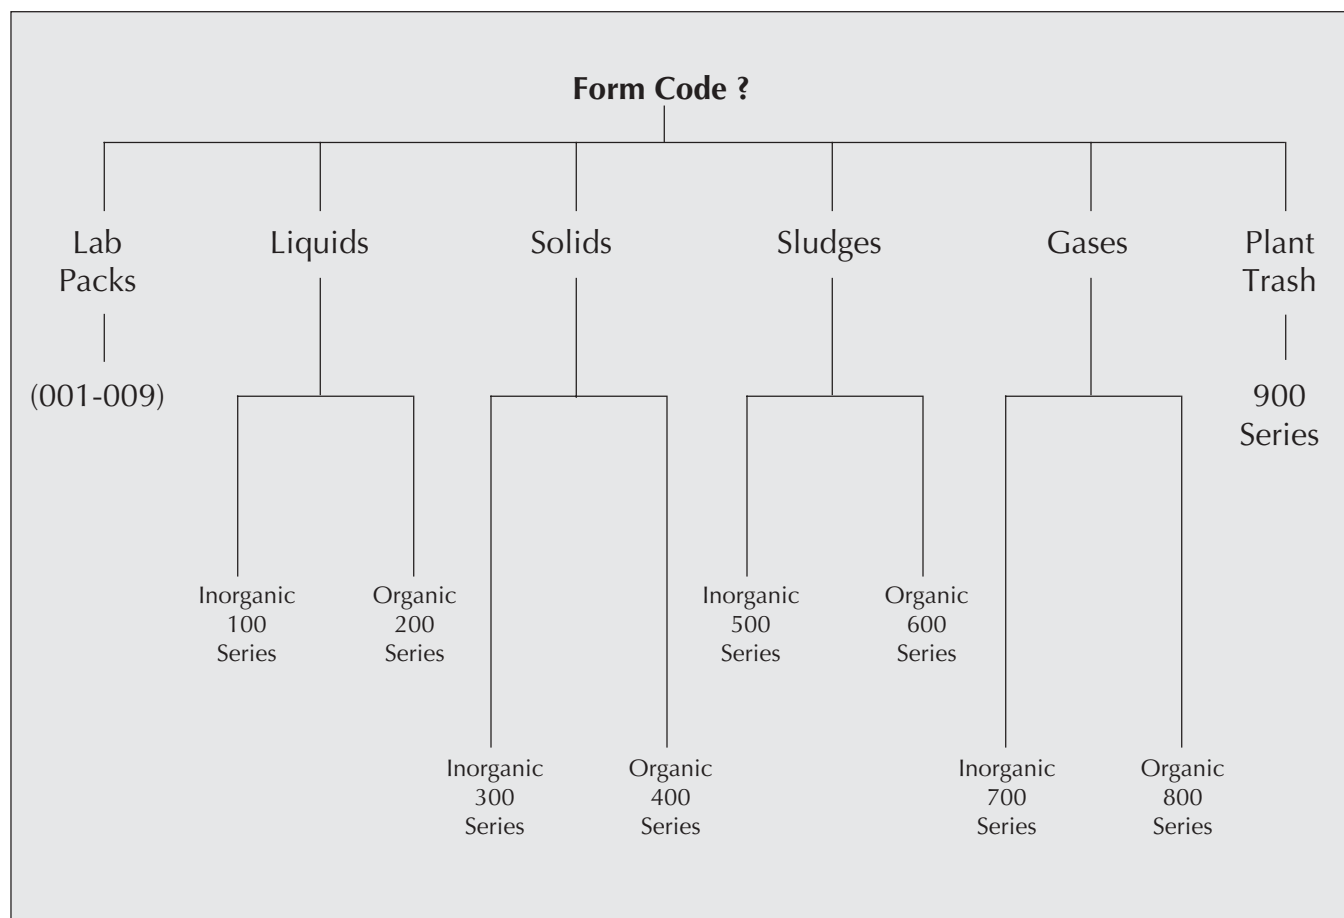 Form Code ?
Lab
Packs
(001-009)
Liquids
Inorganic
100
Series
Organic
200
Series
Solids
Inorganic
300
Series
Organic
400
Series
Sludges
Inorganic
500
Series
Organic
600
Series
Gases
Inorganic
700
Series
Organic
800
Series
Plant
Trash
900
Series